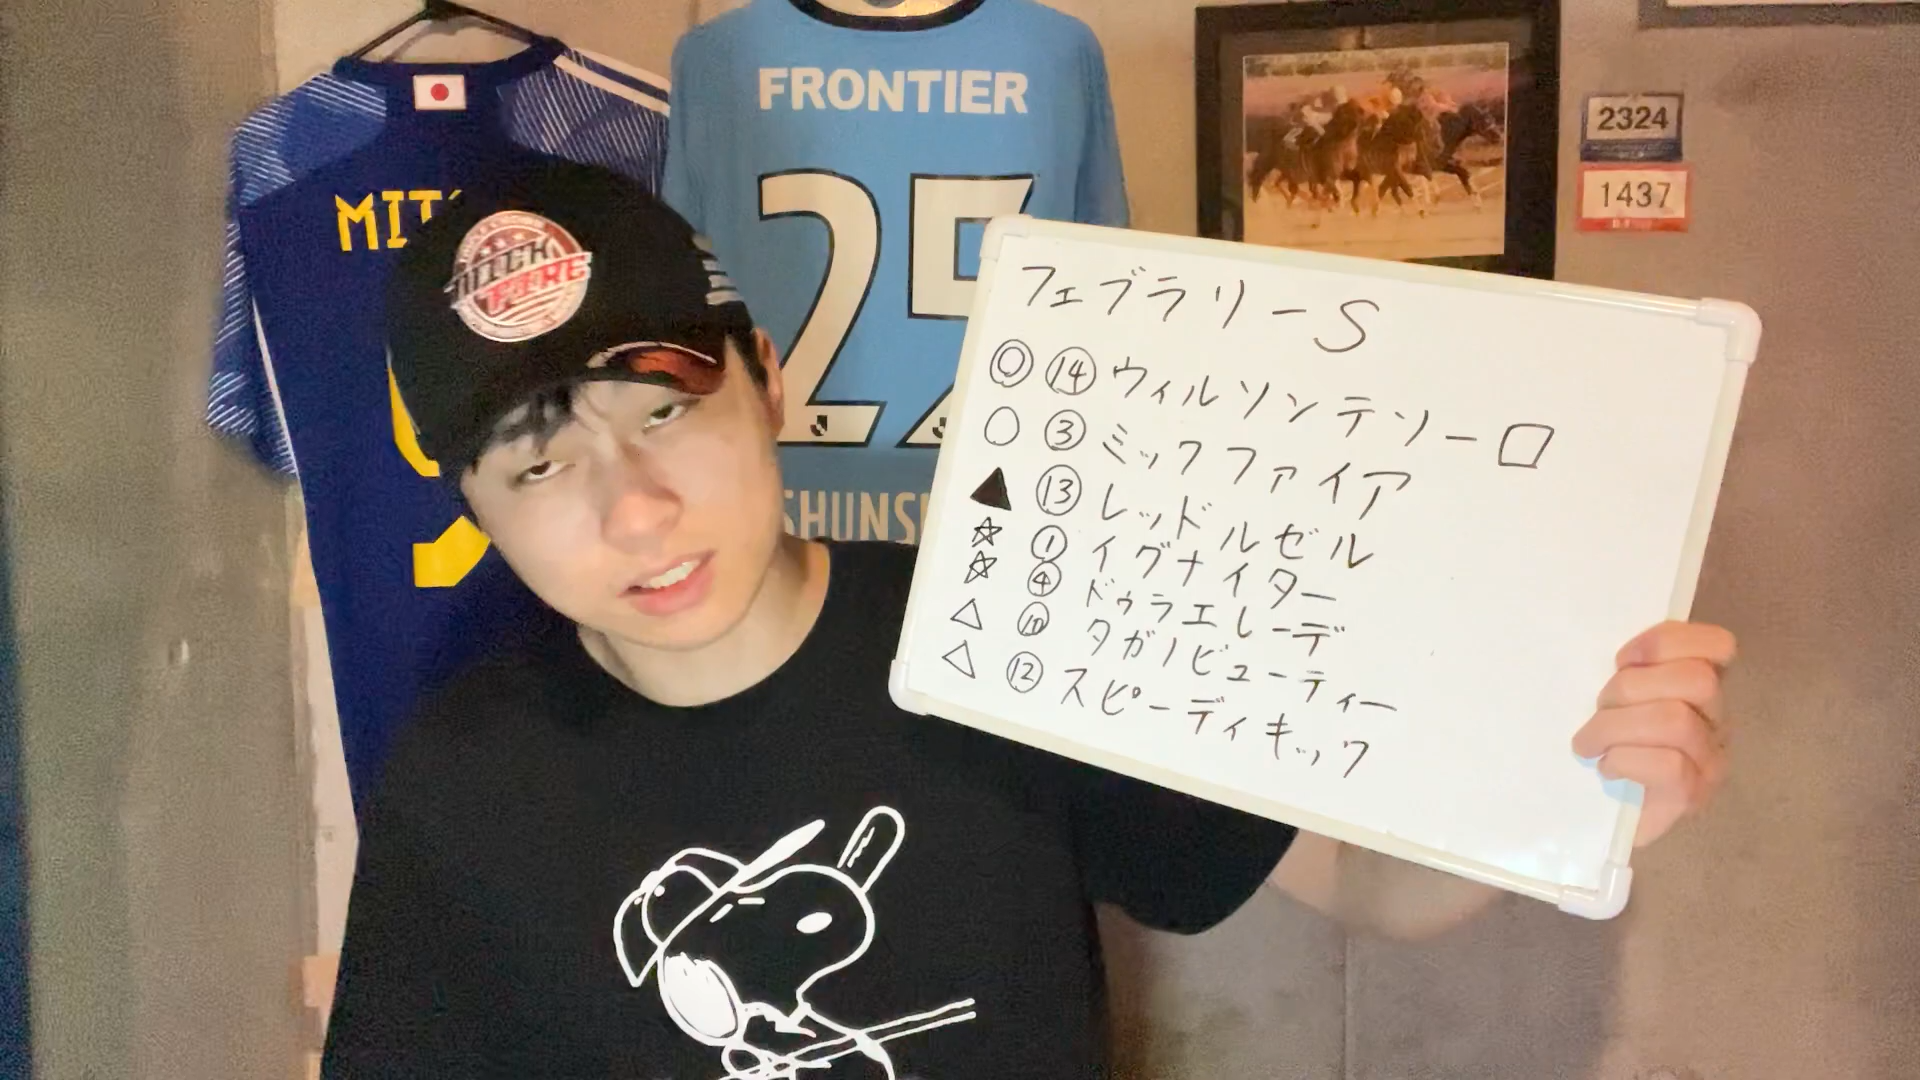 FRONTIER
25
SHUNS
MIT
MICK
FIRE
2324
1437
フェブラリーS
◎ ⑭ ウィルソンテソーロ
○ ③ ミックファイア
▲ ⑬ レッドルゼル
☆ ① イグナイター
☆ ④ ドゥラエレーデ
△ ⑩ タガノビューティー
△ ⑫ スピーディキック